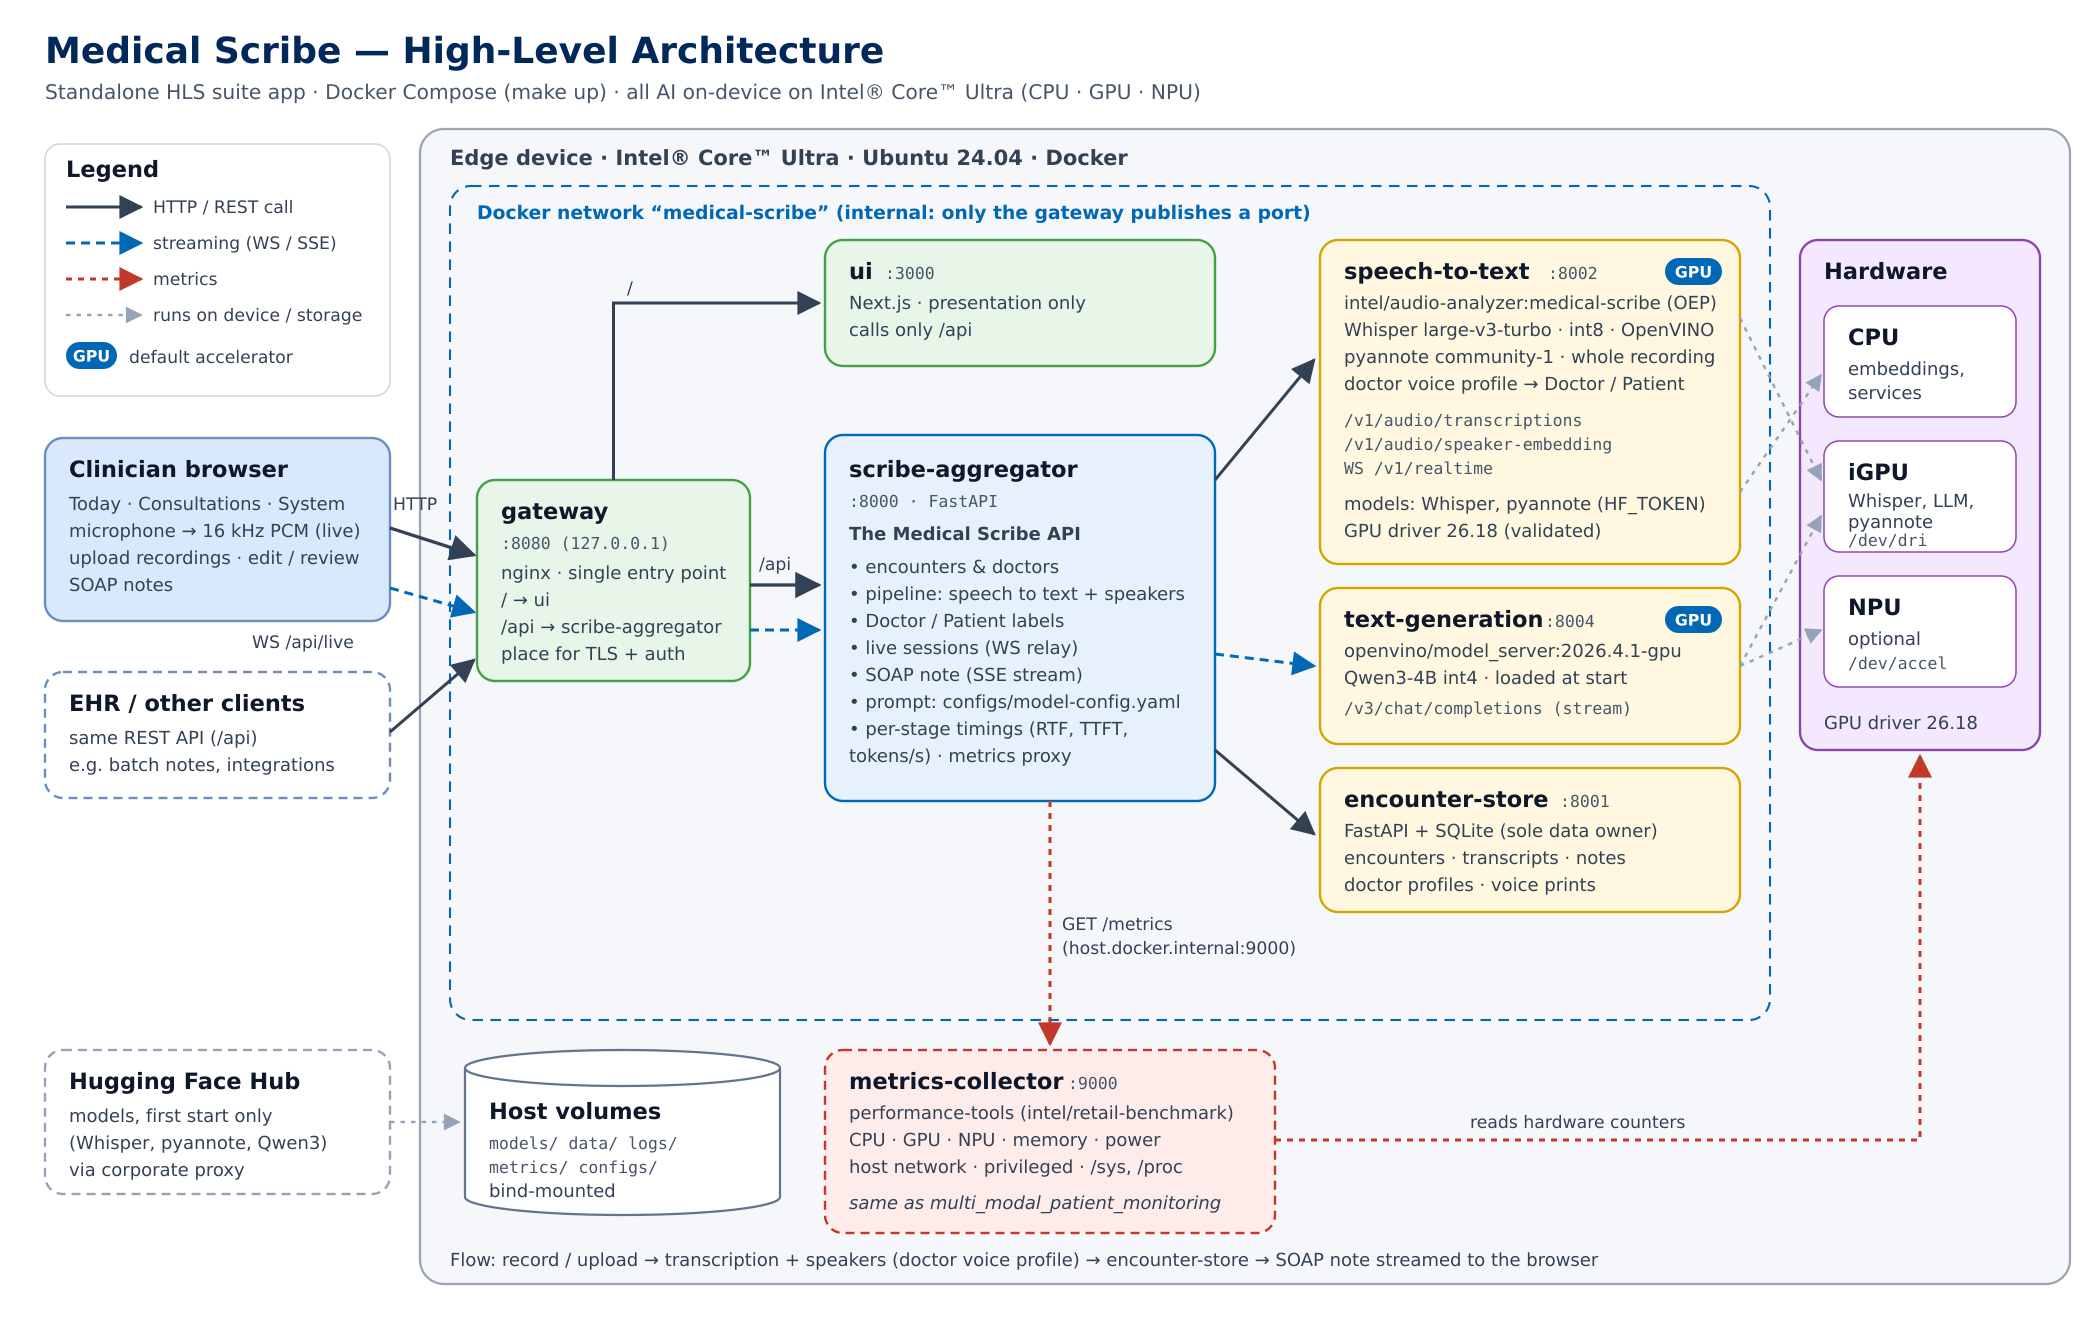 Medical Scribe — High-Level Architecture
Standalone HLS suite app · Docker Compose (make up) · all AI on-device on Intel® Core™ Ultra (CPU · GPU · NPU)
Legend
HTTP / REST call
streaming (WS / SSE)
metrics
runs on device / storage
GPU default accelerator
Clinician browser
Today · Consultations · System
microphone → 16 kHz PCM (live)
upload recordings · edit / review
SOAP notes
HTTP
WS /api/live
EHR / other clients
same REST API (/api)
e.g. batch notes, integrations
Hugging Face Hub
models, first start only
(Whisper, pyannote, Qwen3)
via corporate proxy
Edge device · Intel® Core™ Ultra · Ubuntu 24.04 · Docker
Docker network “medical-scribe” (internal: only the gateway publishes a port)
/
gateway
:8080 (127.0.0.1)
nginx · single entry point
/ → ui
/api → scribe-aggregator
place for TLS + auth
/api
ui :3000
Next.js · presentation only
calls only /api
scribe-aggregator
:8000 · FastAPI
The Medical Scribe API
• encounters & doctors
• pipeline: speech to text + speakers
• Doctor / Patient labels
• live sessions (WS relay)
• SOAP note (SSE stream)
• prompt: configs/model-config.yaml
• per-stage timings (RTF, TTFT,
tokens/s) · metrics proxy
speech-to-text :8002 GPU
intel/audio-analyzer:medical-scribe (OEP)
Whisper large-v3-turbo · int8 · OpenVINO
pyannote community-1 · whole recording
doctor voice profile → Doctor / Patient
/v1/audio/transcriptions
/v1/audio/speaker-embedding
WS /v1/realtime
models: Whisper, pyannote (HF_TOKEN)
GPU driver 26.18 (validated)
text-generation :8004 GPU
openvino/model_server:2026.4.1-gpu
Qwen3-4B int4 · loaded at start
/v3/chat/completions (stream)
encounter-store :8001
FastAPI + SQLite (sole data owner)
encounters · transcripts · notes
doctor profiles · voice prints
Hardware
CPU
embeddings,
services
iGPU
Whisper, LLM,
pyannote
/dev/dri
NPU
optional
/dev/accel
GPU driver 26.18
GET /metrics
(host.docker.internal:9000)
Host volumes
models/ data/ logs/
metrics/ configs/
bind-mounted
metrics-collector :9000
performance-tools (intel/retail-benchmark)
CPU · GPU · NPU · memory · power
host network · privileged · /sys, /proc
same as multi_modal_patient_monitoring
reads hardware counters
Flow: record / upload → transcription + speakers (doctor voice profile) → encounter-store → SOAP note streamed to the browser